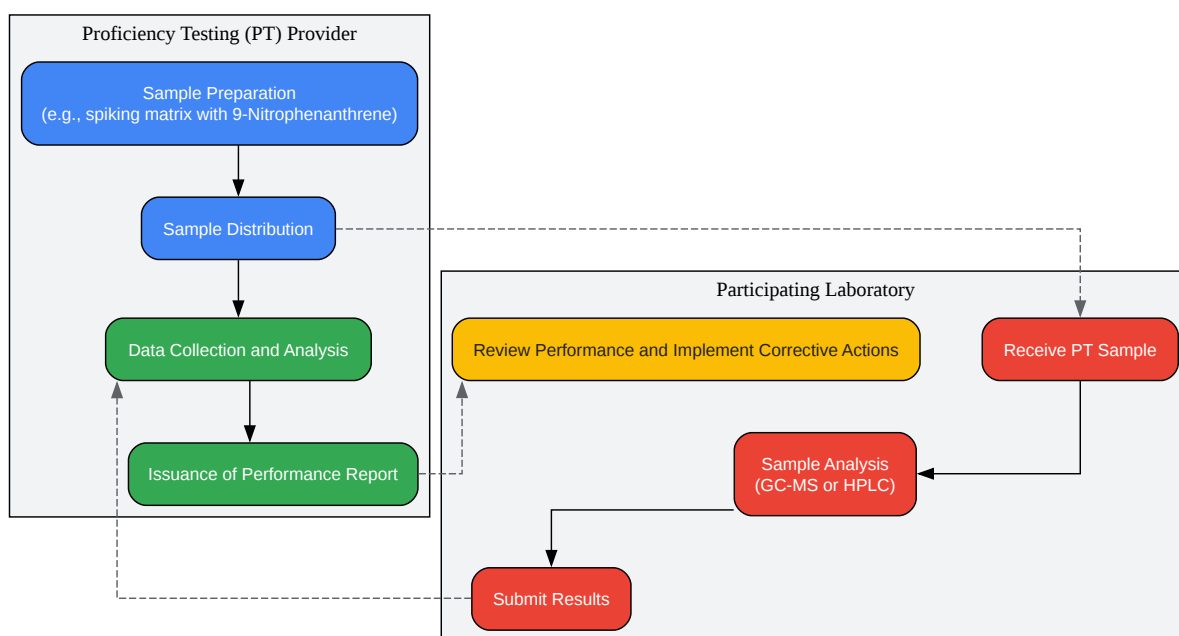 Proficiency Testing (PT) Provider
Sample Preparation
(e.g., spiking matrix with 9-Nitrophenanthrene)
Sample Distribution
Data Collection and Analysis
Issuance of Performance Report
Participating Laboratory
Review Performance and Implement Corrective Actions
Receive PT Sample
Sample Analysis
(GC-MS or HPLC)
Submit Results